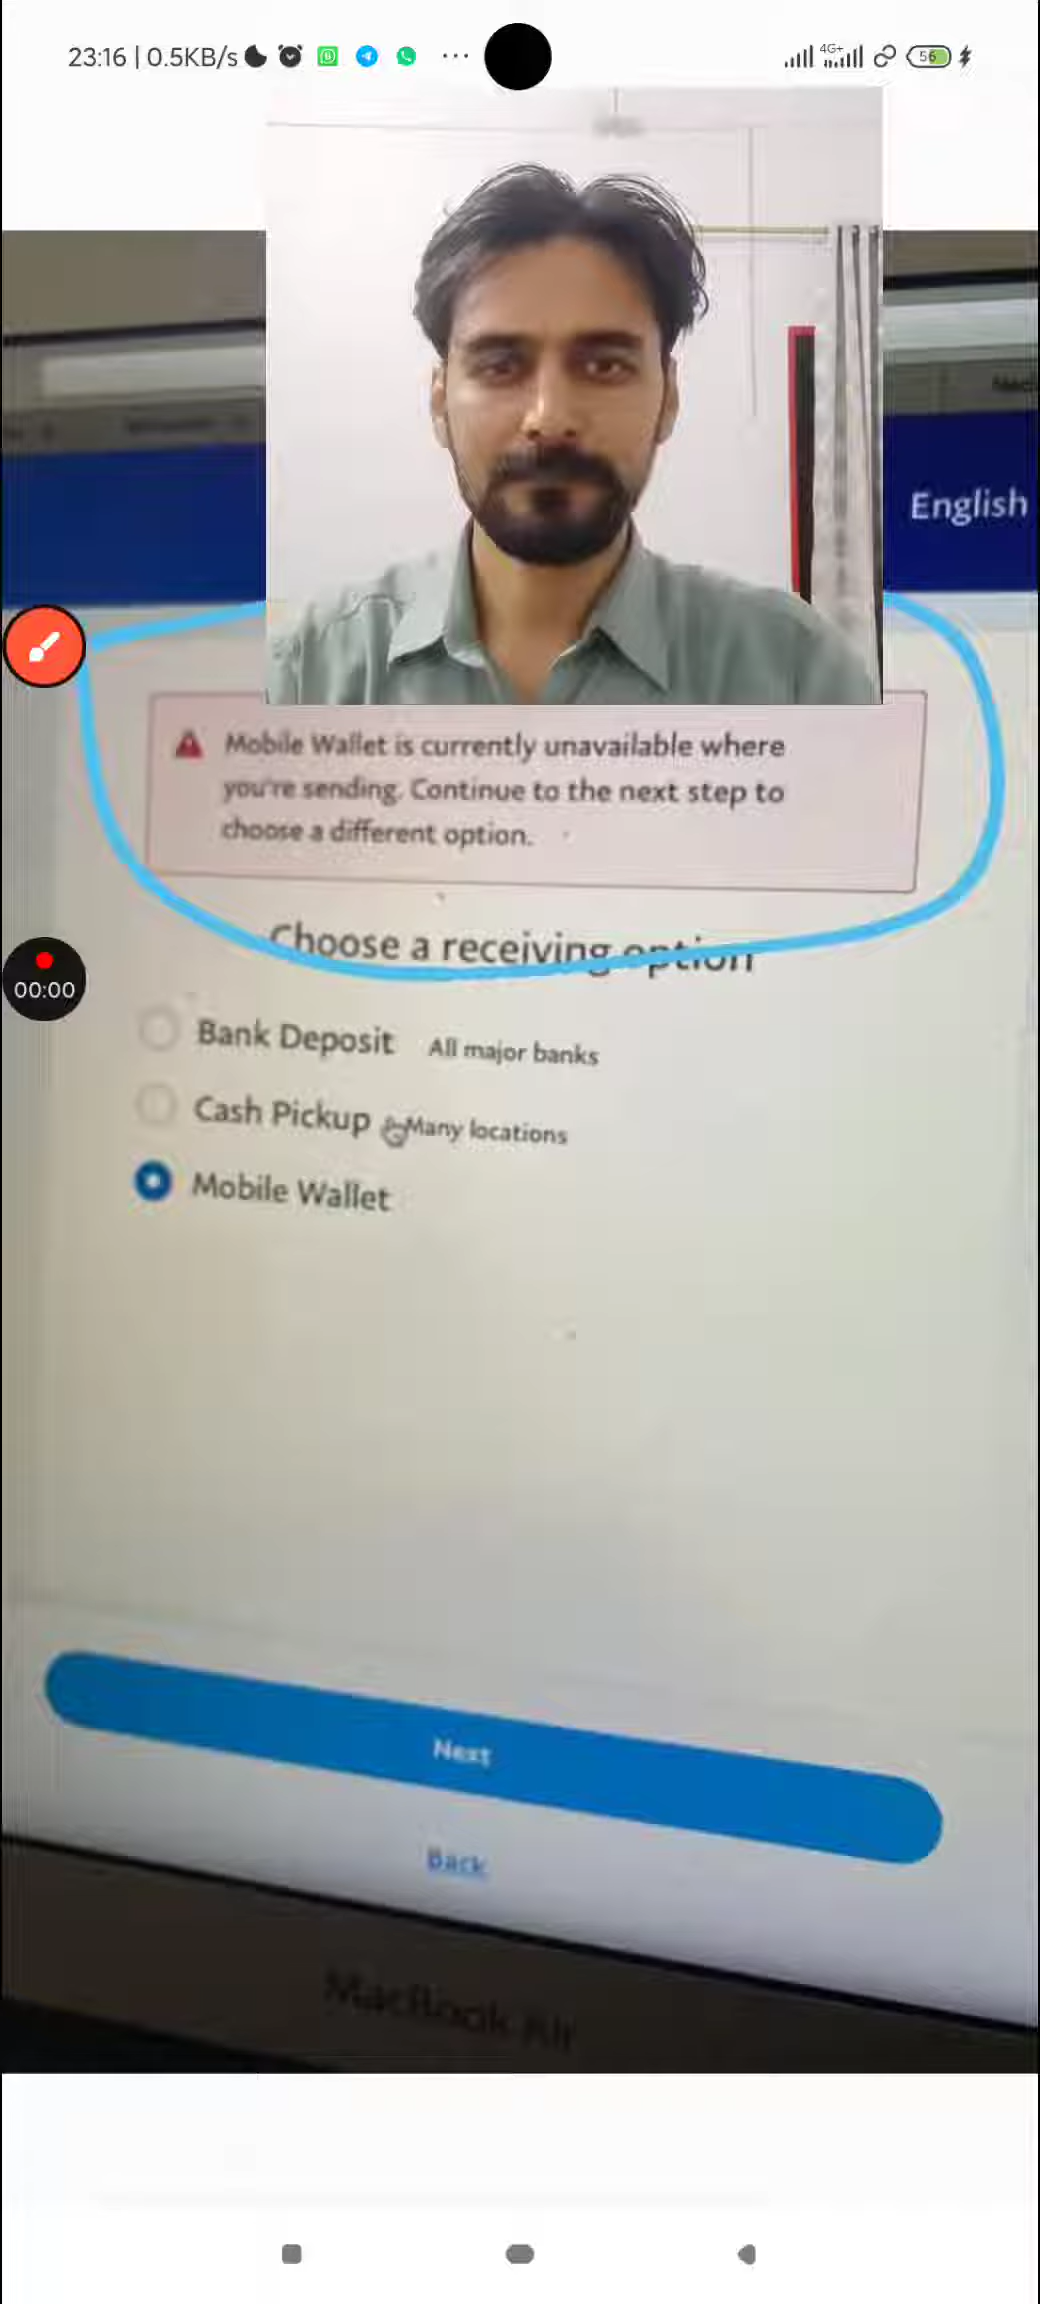 23:16 | 0.5KB/s
4G+
56
English
Mobile Wallet is currently unavailable where
you're sending. Continue to the next step to
choose a different option.
Choose a receiving option
00:00
Bank Deposit All major banks
Cash Pickup Many locations
Mobile Wallet
Next
Back
MacBook Air